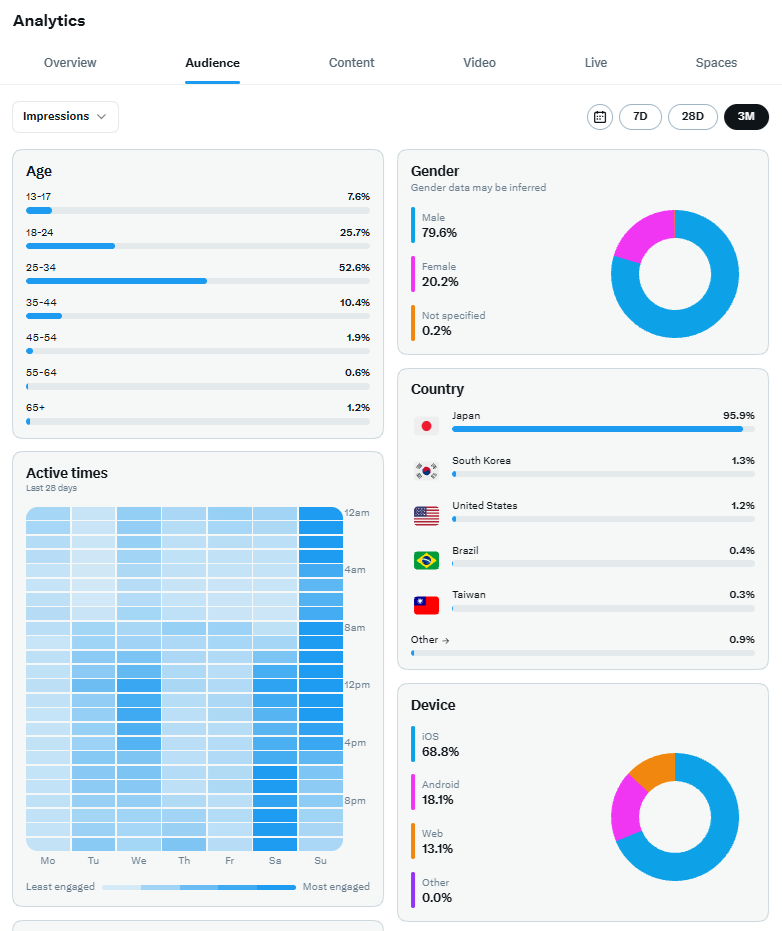 Analytics
Overview
Audience
Content
Video
Live
Spaces
Impressions
7D
28D
3M
Age
13-17
7.6%
18-24
25.7%
25-34
52.6%
35-44
10.4%
45-54
1.9%
55-64
0.6%
65+
1.2%
Active times
Last 28 days
12am
4am
8am
12pm
4pm
8pm
Mo
Tu
We
Th
Fr
Sa
Su
Least engaged
Most engaged
Gender
Gender data may be inferred
Male
79.6%
Female
20.2%
Not specified
0.2%
Country
Japan
95.9%
South Korea
1.3%
United States
1.2%
Brazil
0.4%
Taiwan
0.3%
Other →
0.9%
Device
iOS
68.8%
Android
18.1%
Web
13.1%
Other
0.0%